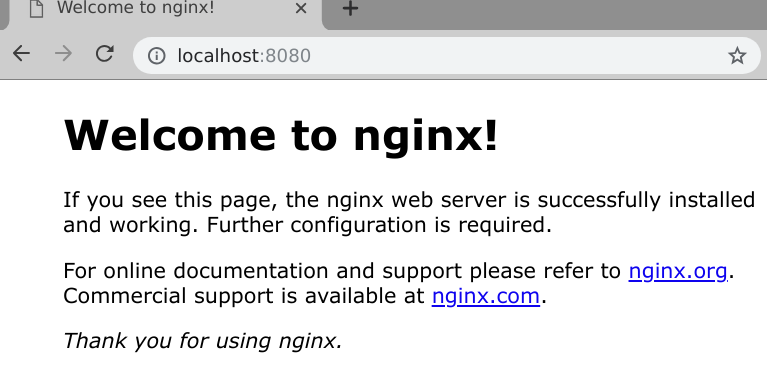 Welcome to nginx!
localhost:8080
Welcome to nginx!
If you see this page, the nginx web server is successfully installed
and working. Further configuration is required.
For online documentation and support please refer to nginx.org.
Commercial support is available at nginx.com.
Thank you for using nginx.